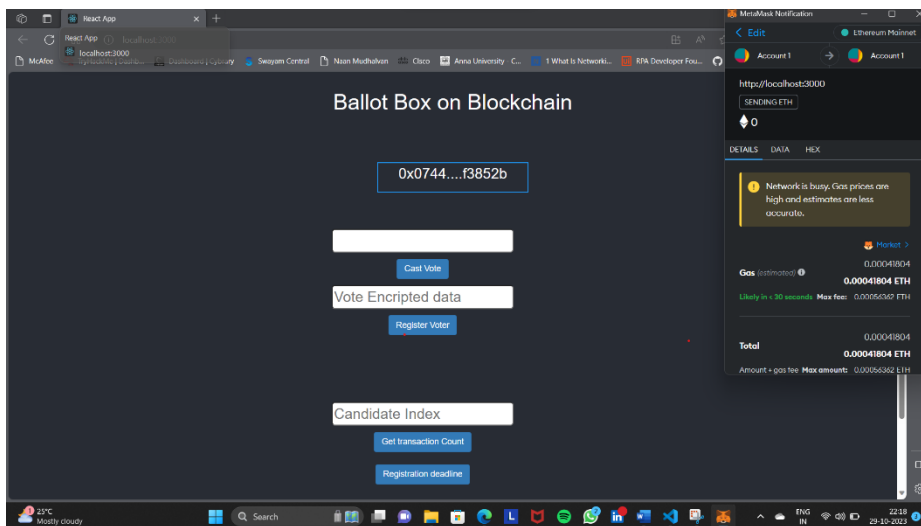 React App
React App
localhost:3000
localhost:3000
McAfee
Swayam Central
Naan Mudhalvan
Cisco
Anna University - C...
1 What Is Networki...
RPA Developer Fou...
Ballot Box on Blockchain
0x0744....f3852b
Cast Vote
Vote Encripted data
Register Voter
Candidate Index
Get transaction Count
Registration deadline
MetaMask Notification
< Edit
Ethereum Mainnet
Account 1
Account 1
http://localhost:3000
SENDING ETH
0
DETAILS DATA HEX
Network is busy. Gas prices are
high and estimates are less
accurate.
Market >
0.00041804
Gas (estimated)
0.00041804 ETH
Likely in < 30 seconds Max fee: 0.00056362 ETH
0.00041804
Total
0.00041804 ETH
Amount + gas fee Max amount: 0.00056362 ETH
25°C
Mostly cloudy
Search
ENG
IN
22:18
29-10-2023